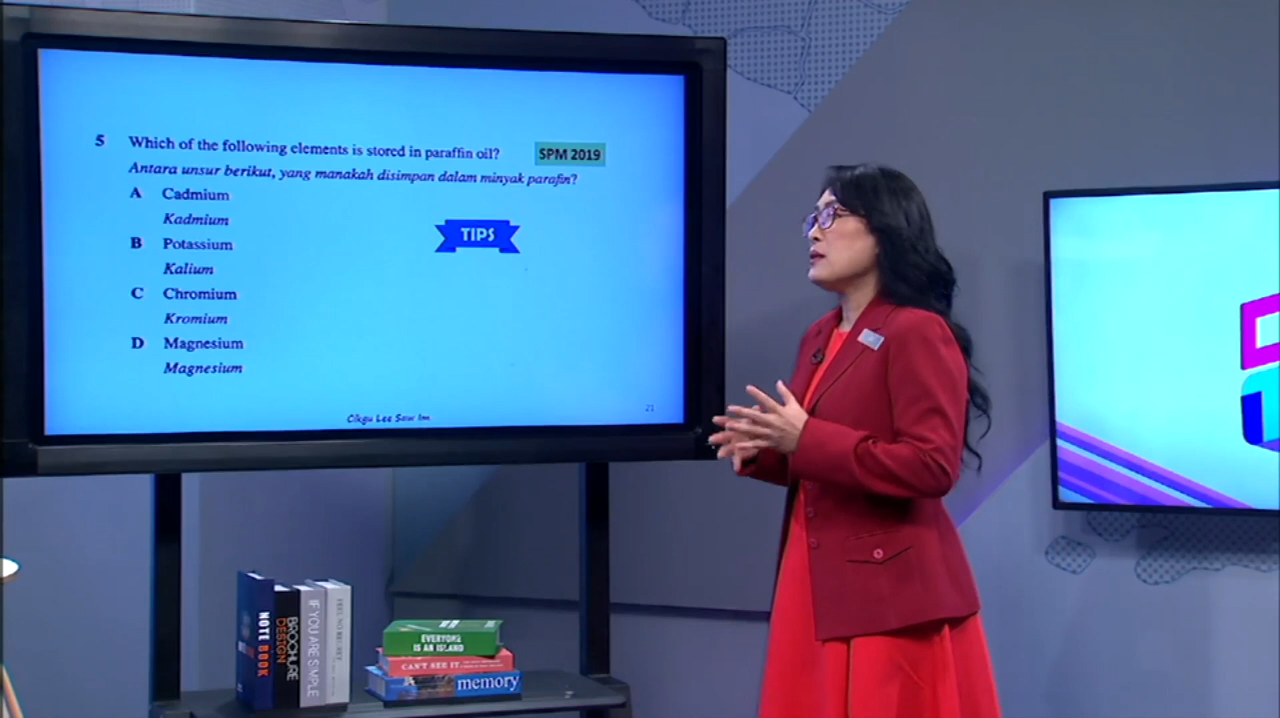 5 Which of the following elements is stored in paraffin oil? SPM 2019
Antara unsur berikut, yang manakah disimpan dalam minyak parafin?
A Cadmium
Kadmium
TIPS
B Potassium
Kalium
C Chromium
Kromium
D Magnesium
Magnesium
Cikgu Lee Saw Im
21
NOTE BOOK
BROCHURE DESIGN
IF YOU ARE SIMPLE
EVERYONE
IS AN ISLAND
CAN'T SEE IT
memory